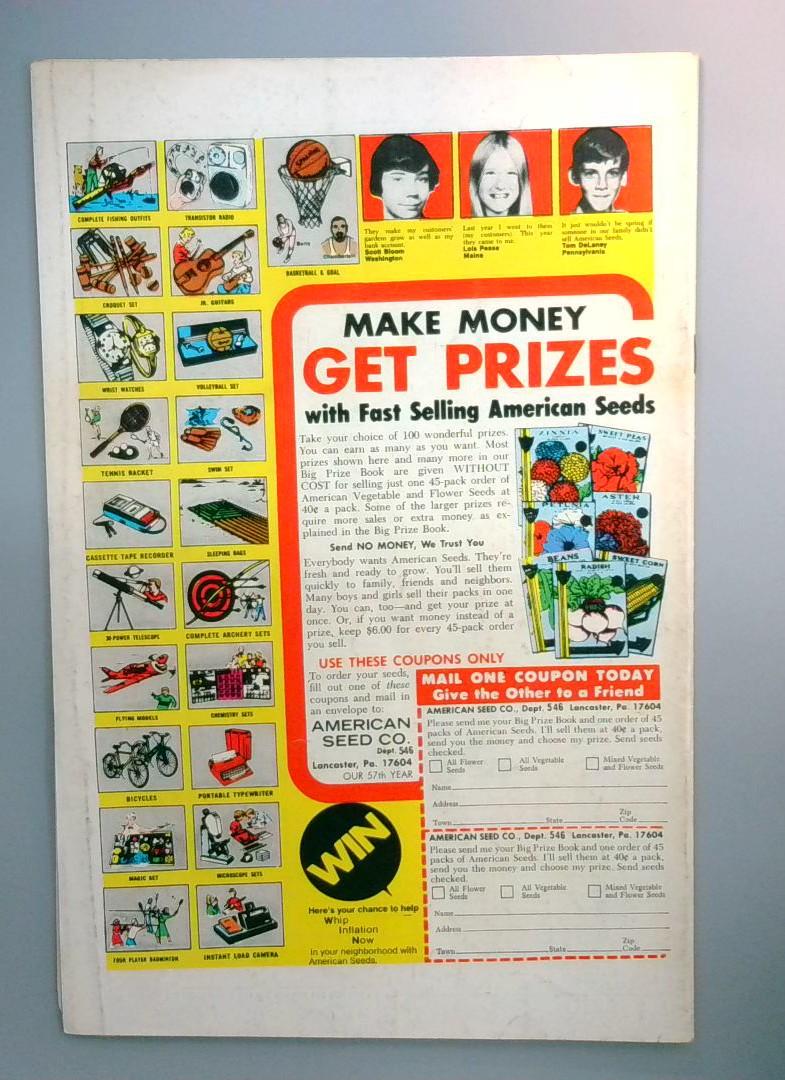 SPALDING
Barry
Chamberlain
COMPLETE FISHING OUTFITS
TRANSISTOR RADIO
BASKETBALL & GOAL
They make my customers'
gardens grow as well as my
bank account.
Scott Bloom
Washington
Last year I went to them
(my customers). This year
they came to me.
Lois Pease
Maine
It just wouldn't be spring if
someone in our family didn't
sell American Seeds.
Tom DeLaney
Pennsylvania
CROQUET SET
JR. GUITARS
WRIST WATCHES
VOLLEYBALL SET
TENNIS RACKET
SWIM SET
CASSETTE TAPE RECORDER
SLEEPING BAGS
30-POWER TELESCOPE
COMPLETE ARCHERY SETS
FLYING MODELS
CHEMISTRY SETS
BICYCLES
PORTABLE TYPEWRITER
MAGIC SET
MICROSCOPE SETS
FOUR PLAYER BADMINTON
INSTANT LOAD CAMERA
MAKE MONEY
GET PRIZES
with Fast Selling American Seeds
Take your choice of 100 wonderful prizes.
You can earn as many as you want. Most
prizes shown here and many more in our
Big Prize Book are given WITHOUT
COST for selling just one 45-pack order of
American Vegetable and Flower Seeds at
40¢ a pack. Some of the larger prizes re-
quire more sales or extra money as ex-
plained in the Big Prize Book.
Send NO MONEY, We Trust You
Everybody wants American Seeds. They're
fresh and ready to grow. You'll sell them
quickly to family, friends and neighbors.
Many boys and girls sell their packs in one
day. You can, too—and get your prize at
once. Or, if you want money instead of a
prize, keep $6.00 for every 45-pack order
you sell.
ZINNIA
SWEET PEAS
PETUNIA
ASTER
BEANS
RADISH
SWEET CORN
USE THESE COUPONS ONLY
To order your seeds,
fill out one of these
coupons and mail in
an envelope to:
AMERICAN
SEED CO.
Dept. 546
Lancaster, Pa. 17604
OUR 57th YEAR
MAIL ONE COUPON TODAY
Give the Other to a Friend
AMERICAN SEED CO., Dept. 546 Lancaster, Pa. 17604
Please send me your Big Prize Book and one order of 45
packs of American Seeds. I'll sell them at 40¢ a pack,
send you the money and choose my prize. Send seeds
checked.
All Flower Seeds
All Vegetable Seeds
Mixed Vegetable and Flower Seeds
Name
Address
Town State Zip Code
AMERICAN SEED CO., Dept. 546 Lancaster, Pa. 17604
Please send me your Big Prize Book and one order of 45
packs of American Seeds. I'll sell them at 40¢ a pack,
send you the money and choose my prize. Send seeds
checked.
All Flower Seeds
All Vegetable Seeds
Mixed Vegetable and Flower Seeds
Name
Address
Town State Zip Code
WIN
Here's your chance to help
Whip
Inflation
Now
in your neighborhood with
American Seeds.